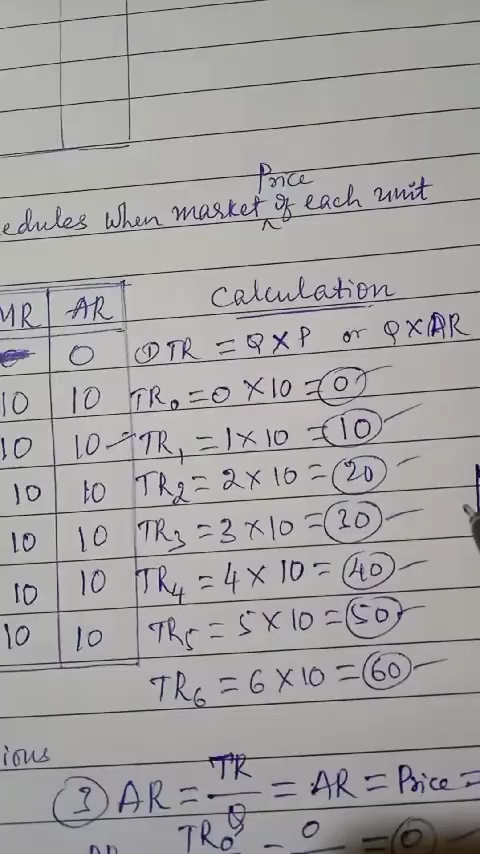 Price
edules when market ^ of each unit
MR AR Calculation
0 ① TR = Q X P or Q X AR
10 10 TR₀ = 0 X 10 = 0
10 10 TR₁ = 1 X 10 = 10
10 10 TR₂ = 2 X 10 = 20
10 10 TR₃ = 3 X 10 = 30
10 10 TR₄ = 4 X 10 = 40
10 10 TR₅ = 5 X 10 = 50
TR₆ = 6 X 10 = 60
ious
③ AR = TR/Q = AR = Price =
TR₀ 0 = 0